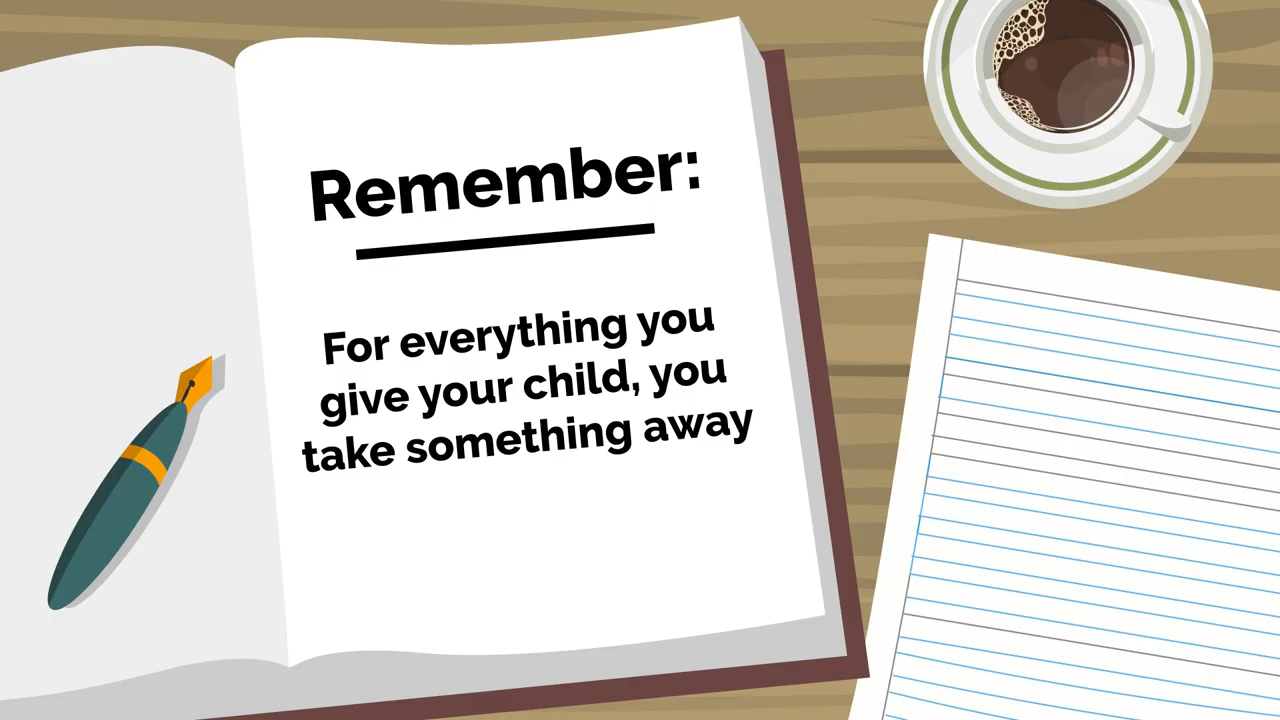 Remember:
For everything you
give your child, you
take something away